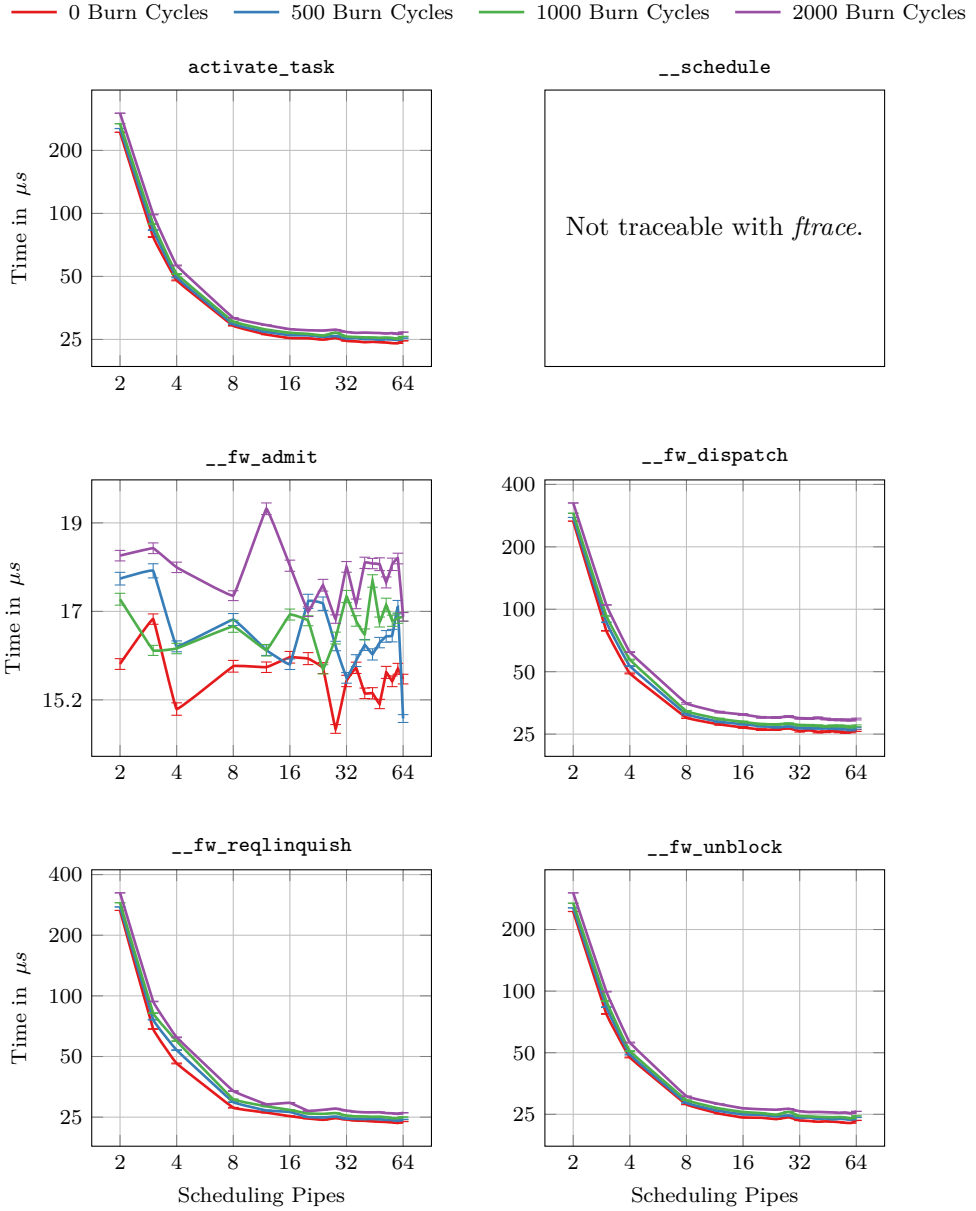 0 Burn Cycles 500 Burn Cycles 1000 Burn Cycles 2000 Burn Cycles
activate_task
Time in μs
200
100
50
25
2 4 8 16 32 64
__schedule
Not traceable with ftrace.
__fw_admit
Time in μs
19
17
15.2
2 4 8 16 32 64
__fw_dispatch
400
200
100
50
25
2 4 8 16 32 64
__fw_reqlinquish
Time in μs
400
200
100
50
25
2 4 8 16 32 64
Scheduling Pipes
__fw_unblock
200
100
50
25
2 4 8 16 32 64
Scheduling Pipes